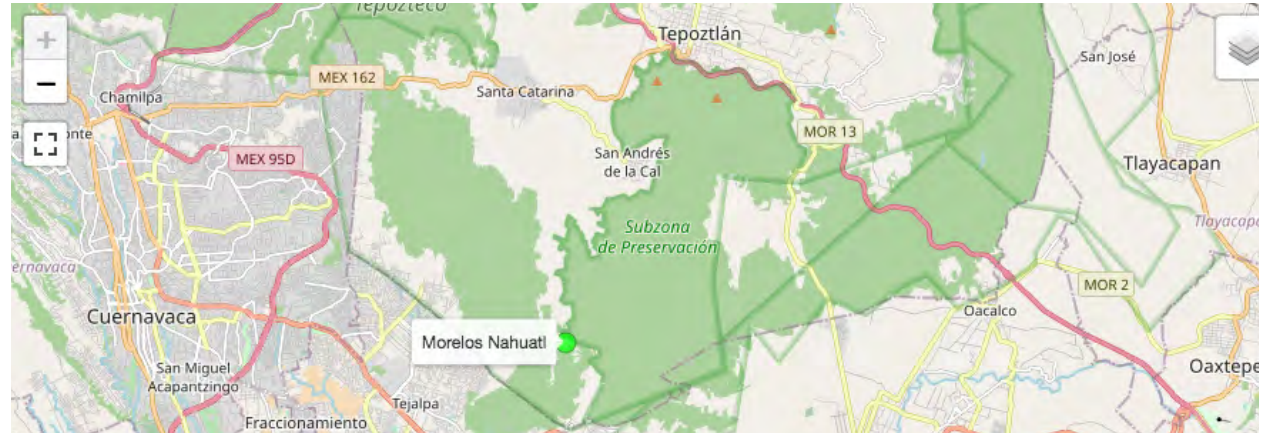 Tepozteco
Tepoztlán
San José
+
−
MEX 162
Chamilpa
Santa Catarina
MOR 13
MEX 95D
San Andrés
de la Cal
Tlayacapan
Subzona
de Preservación
MOR 2
Oacalco
Cuernavaca
Morelos Nahuatl
San Miguel
Acapantzingo
Tejalpa
Fraccionamiento